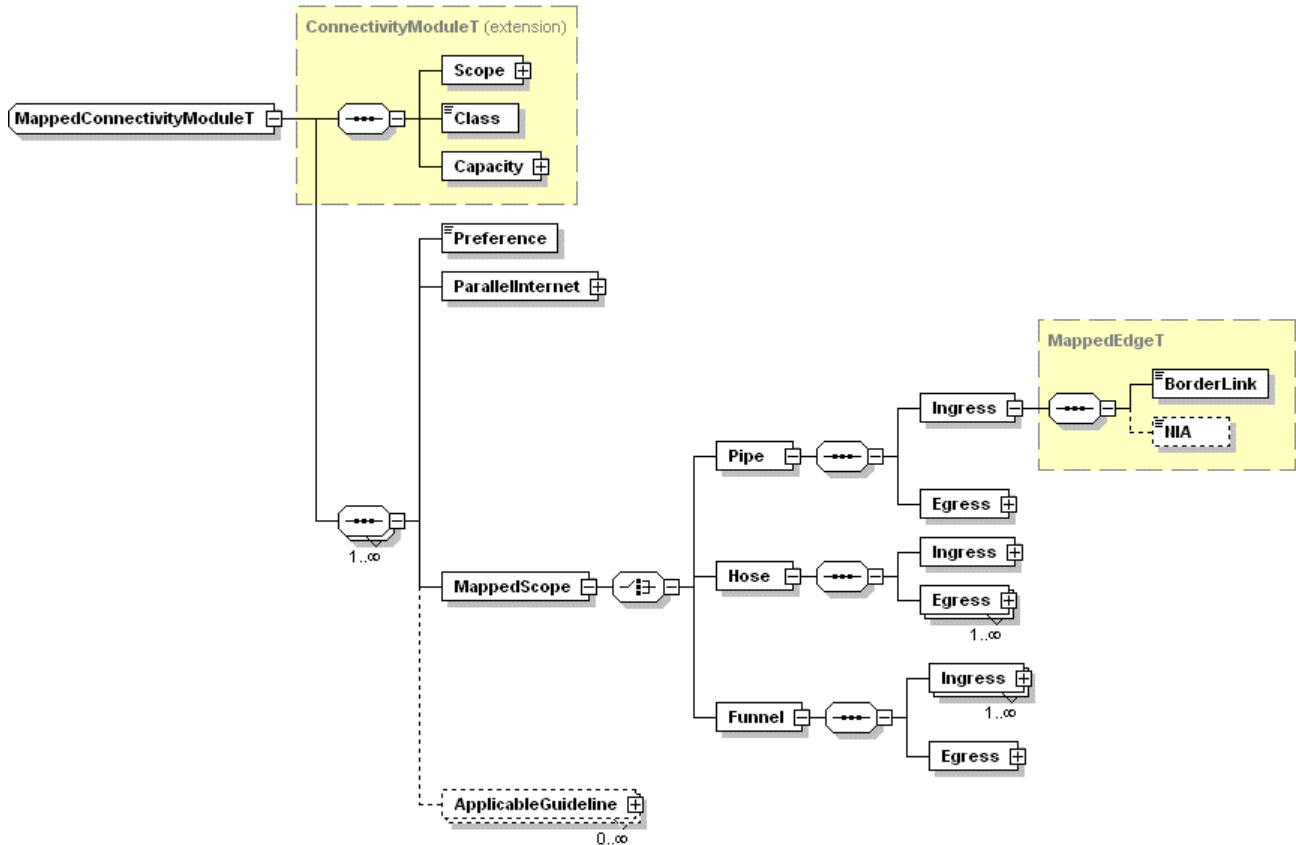 ConnectivityModuleT (extension)
Scope
MappedConnectivityModuleT
Class
Capacity
Preference
ParallelInternet
MappedEdgeT
BorderLink
Ingress
NIA
Pipe
Egress
1..∞
Ingress
MappedScope
Hose
Egress
1..∞
Ingress
1..∞
Funnel
Egress
ApplicableGuideline
0..∞